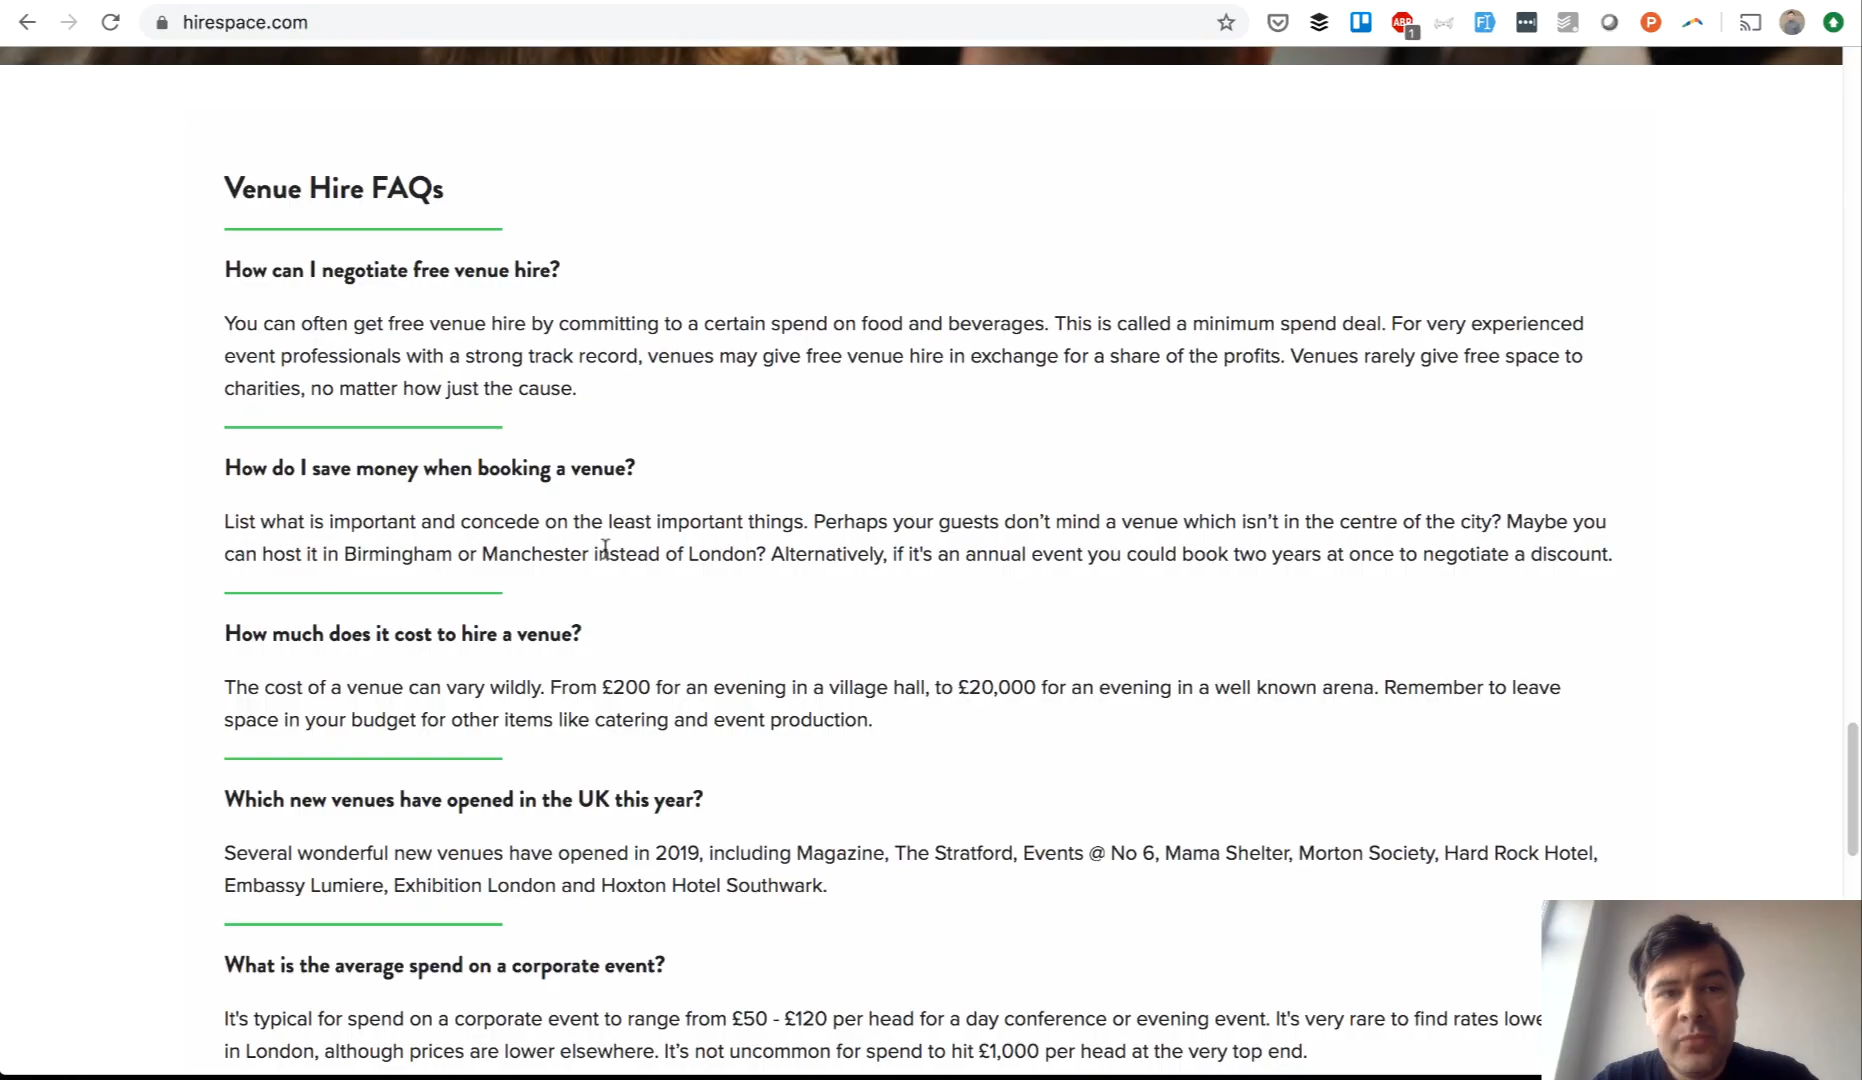 hirespace.com
ABP
1
F
P
Venue Hire FAQs
How can I negotiate free venue hire?
You can often get free venue hire by committing to a certain spend on food and beverages. This is called a minimum spend deal. For very experienced
event professionals with a strong track record, venues may give free venue hire in exchange for a share of the profits. Venues rarely give free space to
charities, no matter how just the cause.
How do I save money when booking a venue?
List what is important and concede on the least important things. Perhaps your guests don’t mind a venue which isn’t in the centre of the city? Maybe you
can host it in Birmingham or Manchester instead of London? Alternatively, if it's an annual event you could book two years at once to negotiate a discount.
How much does it cost to hire a venue?
The cost of a venue can vary wildly. From £200 for an evening in a village hall, to £20,000 for an evening in a well known arena. Remember to leave
space in your budget for other items like catering and event production.
Which new venues have opened in the UK this year?
Several wonderful new venues have opened in 2019, including Magazine, The Stratford, Events @ No 6, Mama Shelter, Morton Society, Hard Rock Hotel,
Embassy Lumiere, Exhibition London and Hoxton Hotel Southwark.
What is the average spend on a corporate event?
It's typical for spend on a corporate event to range from £50 - £120 per head for a day conference or evening event. It's very rare to find rates lowe
in London, although prices are lower elsewhere. It’s not uncommon for spend to hit £1,000 per head at the very top end.